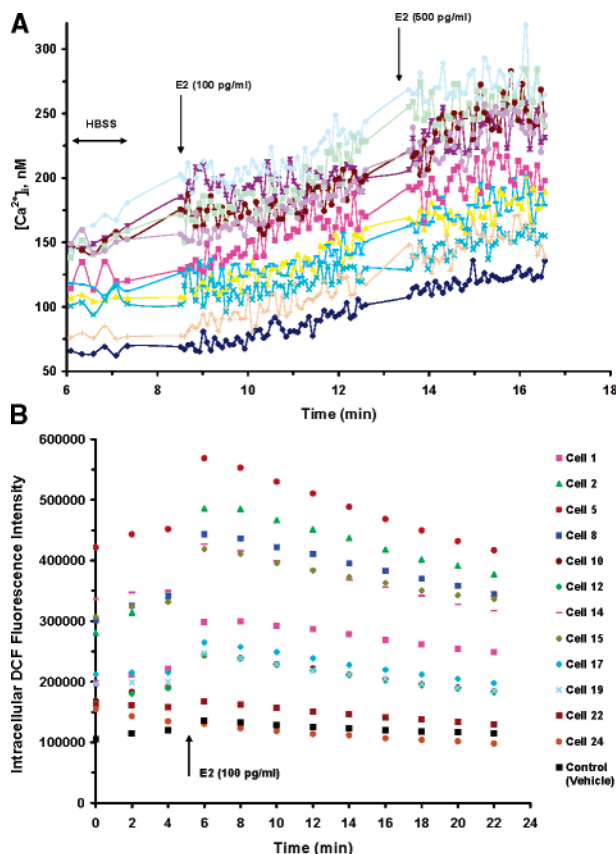 A
E2 (500 pg/ml)
E2 (100 pg/ml)
HBSS
[Ca²⁺]ᵢ, nM
300
250
200
150
100
50
6 8 10 12 14 16 18
Time (min)
B
Intracellular DCF Fluorescence Intensity
600000
500000
400000
300000
200000
100000
0
E2 (100 pg/ml)
0 2 4 6 8 10 12 14 16 18 20 22 24
Time (min)
Cell 1
Cell 2
Cell 5
Cell 8
Cell 10
Cell 12
Cell 14
Cell 15
Cell 17
Cell 19
Cell 22
Cell 24
Control
(Vehicle)